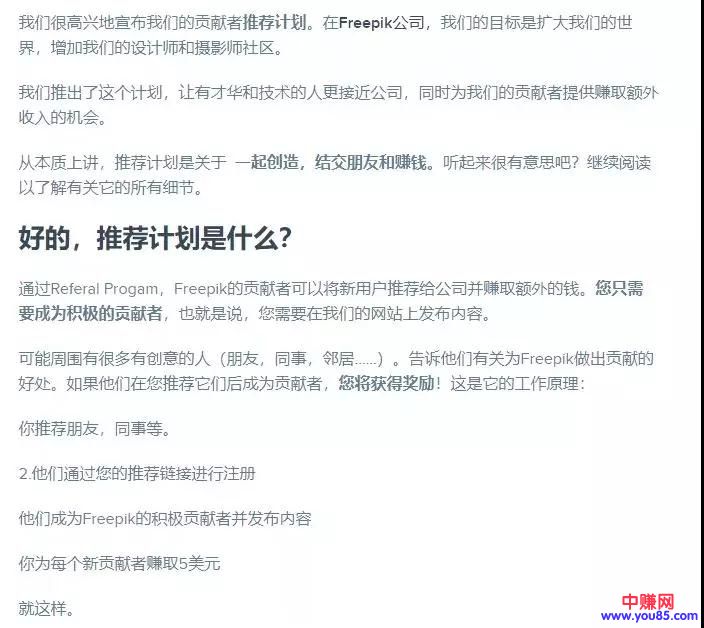 我们很高兴地宣布我们的贡献者推荐计划。在Freepik公司，我们的目标是扩大我们的世
界，增加我们的设计师和摄影师社区。
我们推出了这个计划，让有才华和技术的人更接近公司，同时为我们的贡献者提供赚取额外
收入的机会。
从本质上讲，推荐计划是关于 一起创造，结交朋友和赚钱。听起来很有意思吧？继续阅读
以了解有关它的所有细节。
好的，推荐计划是什么？
通过Referal Progam，Freepik的贡献者可以将新用户推荐给公司并赚取额外的钱。您只需
要成为积极的贡献者，也就是说，您需要在我们的网站上发布内容。
可能周围有很多有创意的人（朋友，同事，邻居......）。告诉他们有关为Freepik做出贡献的
好处。如果他们在您推荐它们后成为贡献者，您将获得奖励！这是它的工作原理：
你推荐朋友，同事等。
2.他们通过您的推荐链接进行注册
他们成为Freepik的积极贡献者并发布内容
你为每个新贡献者赚取5美元
就这样。
中赚网
www.you85.com